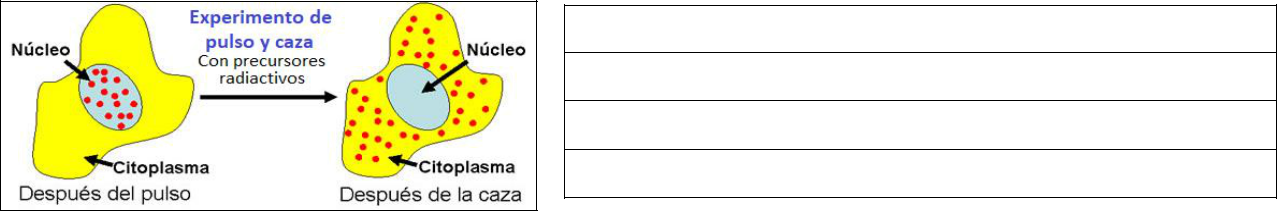 Experimento de
pulso y caza
Con precursores
radiactivos
Núcleo
Núcleo
Citoplasma
Citoplasma
Después del pulso
Después de la caza